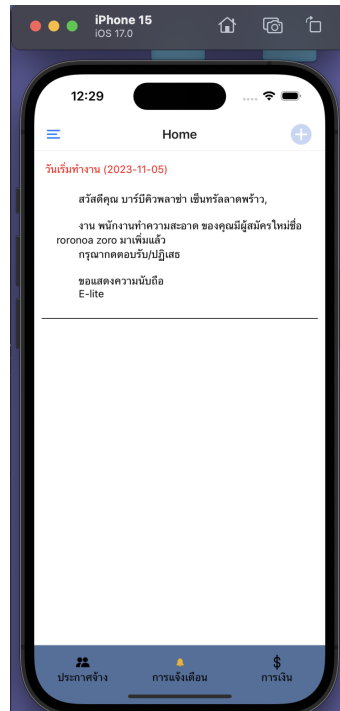 iPhone 15
iOS 17.0
12:29
Home
วันเริ่มทำงาน (2023-11-05)
สวัสดีคุณ บาร์บีคิวพลาซ่า เซ็นทรัลลาดพร้าว,
งาน พนักงานทำความสะอาด ของคุณมีผู้สมัครใหม่ชื่อ
roronoa zoro มาเพิ่มแล้ว
กรุณากดตอบรับ/ปฏิเสธ
ขอแสดงความนับถือ
E-lite
ประกาศจ้าง
การแจ้งเตือน
การเงิน